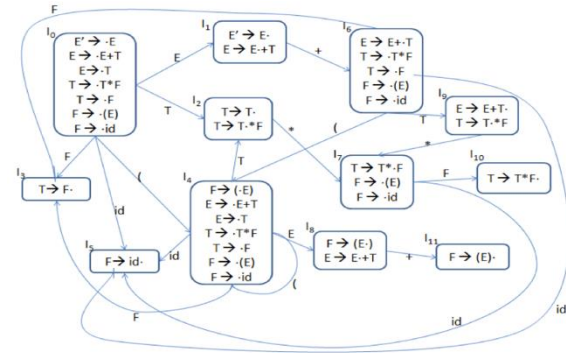 F
I0
E' → ·E
E → ·E+T
E → ·T
T → ·T*F
T → ·F
F → ·(E)
F → ·id
E
I1
E' → E·
E → E·+T
+
I6
E → E+·T
T → ·T*F
T → ·F
F → ·(E)
F → ·id
T
I2
T → T·
T → T·*F
*
(
T
I9
E → E+T·
T → T·*F
*
F
I3
T → F·
(
id
T
I4
F → (·E)
E → ·E+T
E → ·T
T → ·T*F
T → ·F
F → ·(E)
F → ·id
I7
T → T*·F
F → ·(E)
F → ·id
F
I10
T → T*F·
I5
F → id·
id
E
(
I8
F → (E·)
E → E·+T
+
I11
F → (E)·
F
id
id